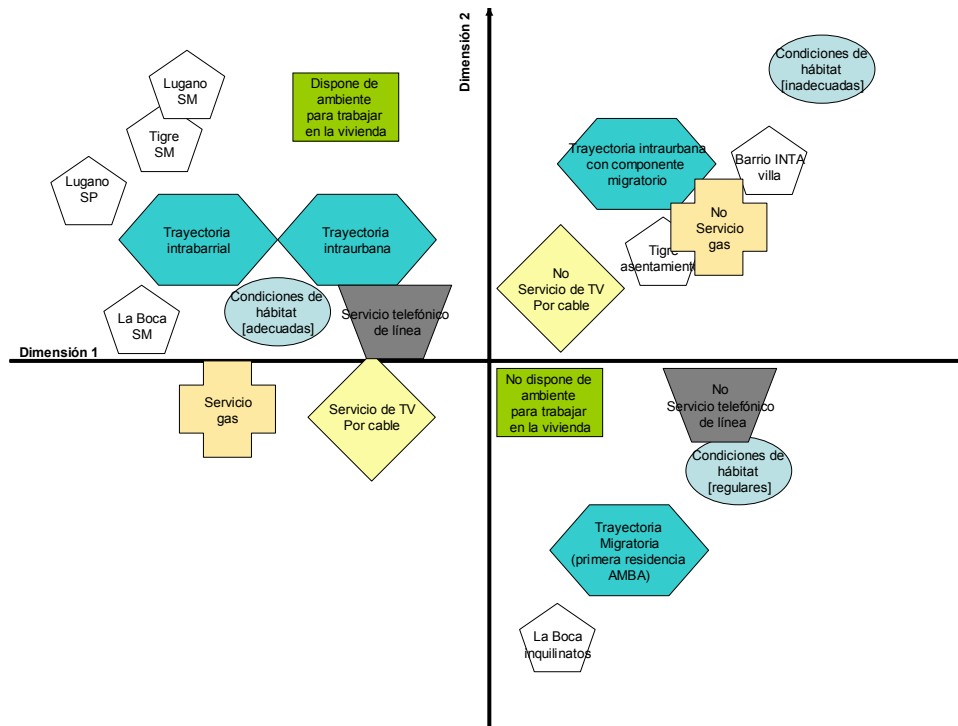 Dimensión 2
Condiciones de
hábitat
[inadecuadas]
Lugano
SM
Dispone de
ambiente
para trabajar
en la vivienda
Tigre
SM
Trayectoria intraurbana
con componente
migratorio
Barrio INTA
villa
Lugano
SP
No
Servicio
gas
Trayectoria
intrabarrial
Trayectoria
intraurbana
Tigre
asentamiento
No
Servicio de TV
Por cable
Condiciones de
hábitat
[adecuadas]
La Boca
SM
Servicio telefónico
de línea
Dimensión 1
Servicio
gas
Servicio de TV
Por cable
No dispone de
ambiente
para trabajar
en la vivienda
No
Servicio telefónico
de línea
Condiciones de
hábitat
[regulares]
Trayectoria
Migratoria
(primera residencia
AMBA)
La Boca
inquilinatos